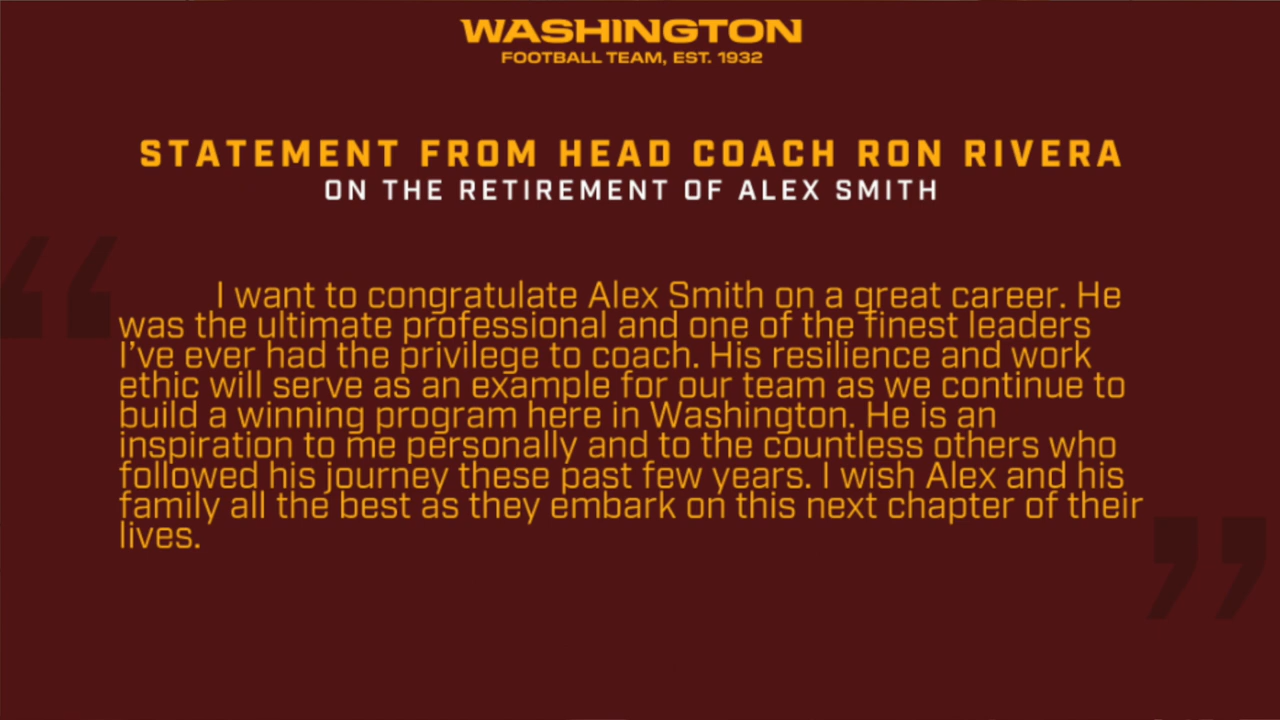 WASHINGTON
FOOTBALL TEAM, EST. 1932
STATEMENT FROM HEAD COACH RON RIVERA
ON THE RETIREMENT OF ALEX SMITH
“
I want to congratulate Alex Smith on a great career. He
was the ultimate professional and one of the finest leaders
I’ve ever had the privilege to coach. His resilience and work
ethic will serve as an example for our team as we continue to
build a winning program here in Washington. He is an
inspiration to me personally and to the countless others who
followed his journey these past few years. I wish Alex and his
family all the best as they embark on this next chapter of their
lives.
”